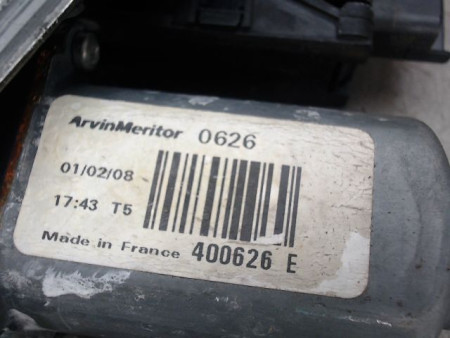 ArvinMeritor 0626
01/02/08
17:43 T5
Made in France 400626 E